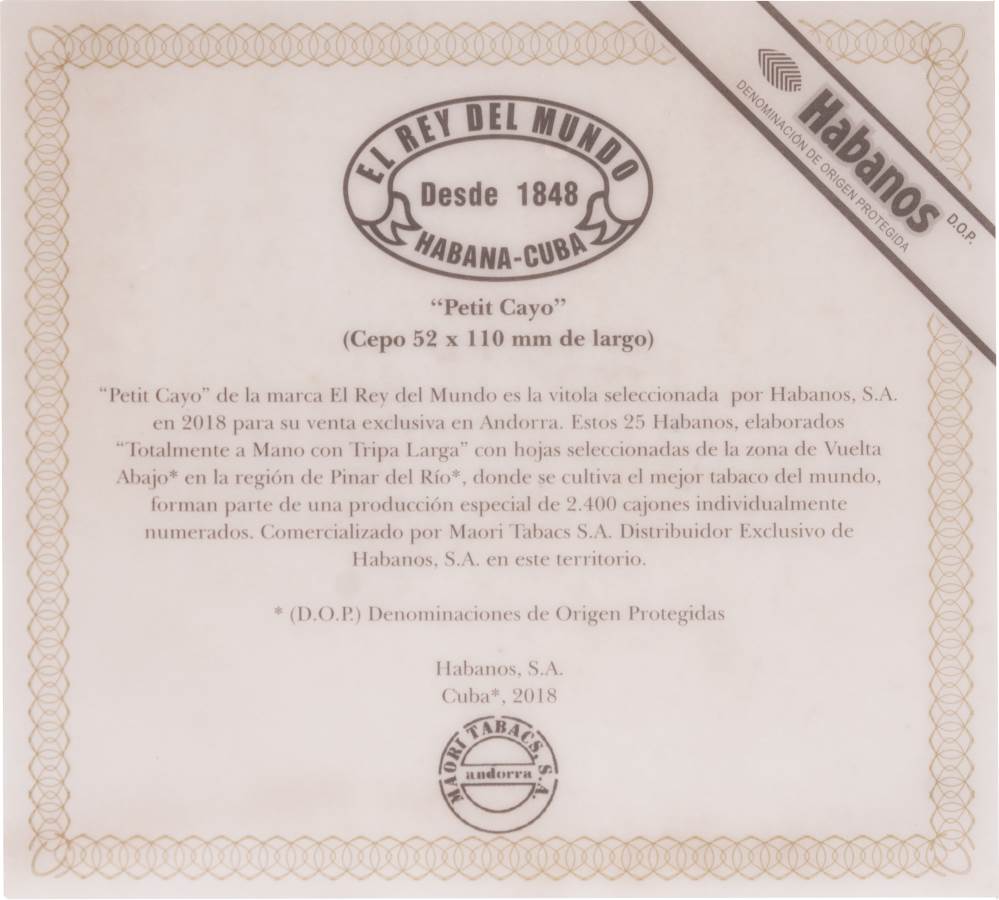 Habanos
DENOMINACIÓN DE ORIGEN PROTEGIDA
D.O.P.
EL REY DEL MUNDO
Desde 1848
HABANA-CUBA
“Petit Cayo”
(Cepo 52 x 110 mm de largo)
“Petit Cayo” de la marca El Rey del Mundo es la vitola seleccionada por Habanos, S.A.
en 2018 para su venta exclusiva en Andorra. Estos 25 Habanos, elaborados
“Totalmente a Mano con Tripa Larga” con hojas seleccionadas de la zona de Vuelta
Abajo* en la región de Pinar del Río*, donde se cultiva el mejor tabaco del mundo,
forman parte de una producción especial de 2.400 cajones individualmente
numerados. Comercializado por Maori Tabacs S.A. Distribuidor Exclusivo de
Habanos, S.A. en este territorio.
* (D.O.P.) Denominaciones de Origen Protegidas
Habanos, S.A.
Cuba*, 2018
MAORI TABACS, S.A.
andorra